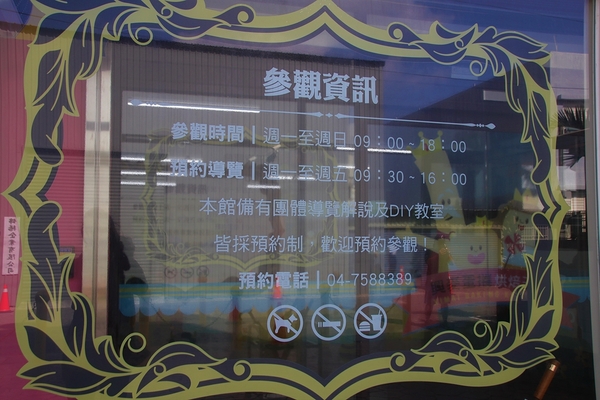 參觀資訊
參觀時間｜週一至週日 09：00 ~ 18：00
預約導覽｜週一至週五 09：30 ~ 16：00
本館備有團體導覽解說及DIY教室
皆採預約制，歡迎預約參觀！
預約電話｜04-7588389